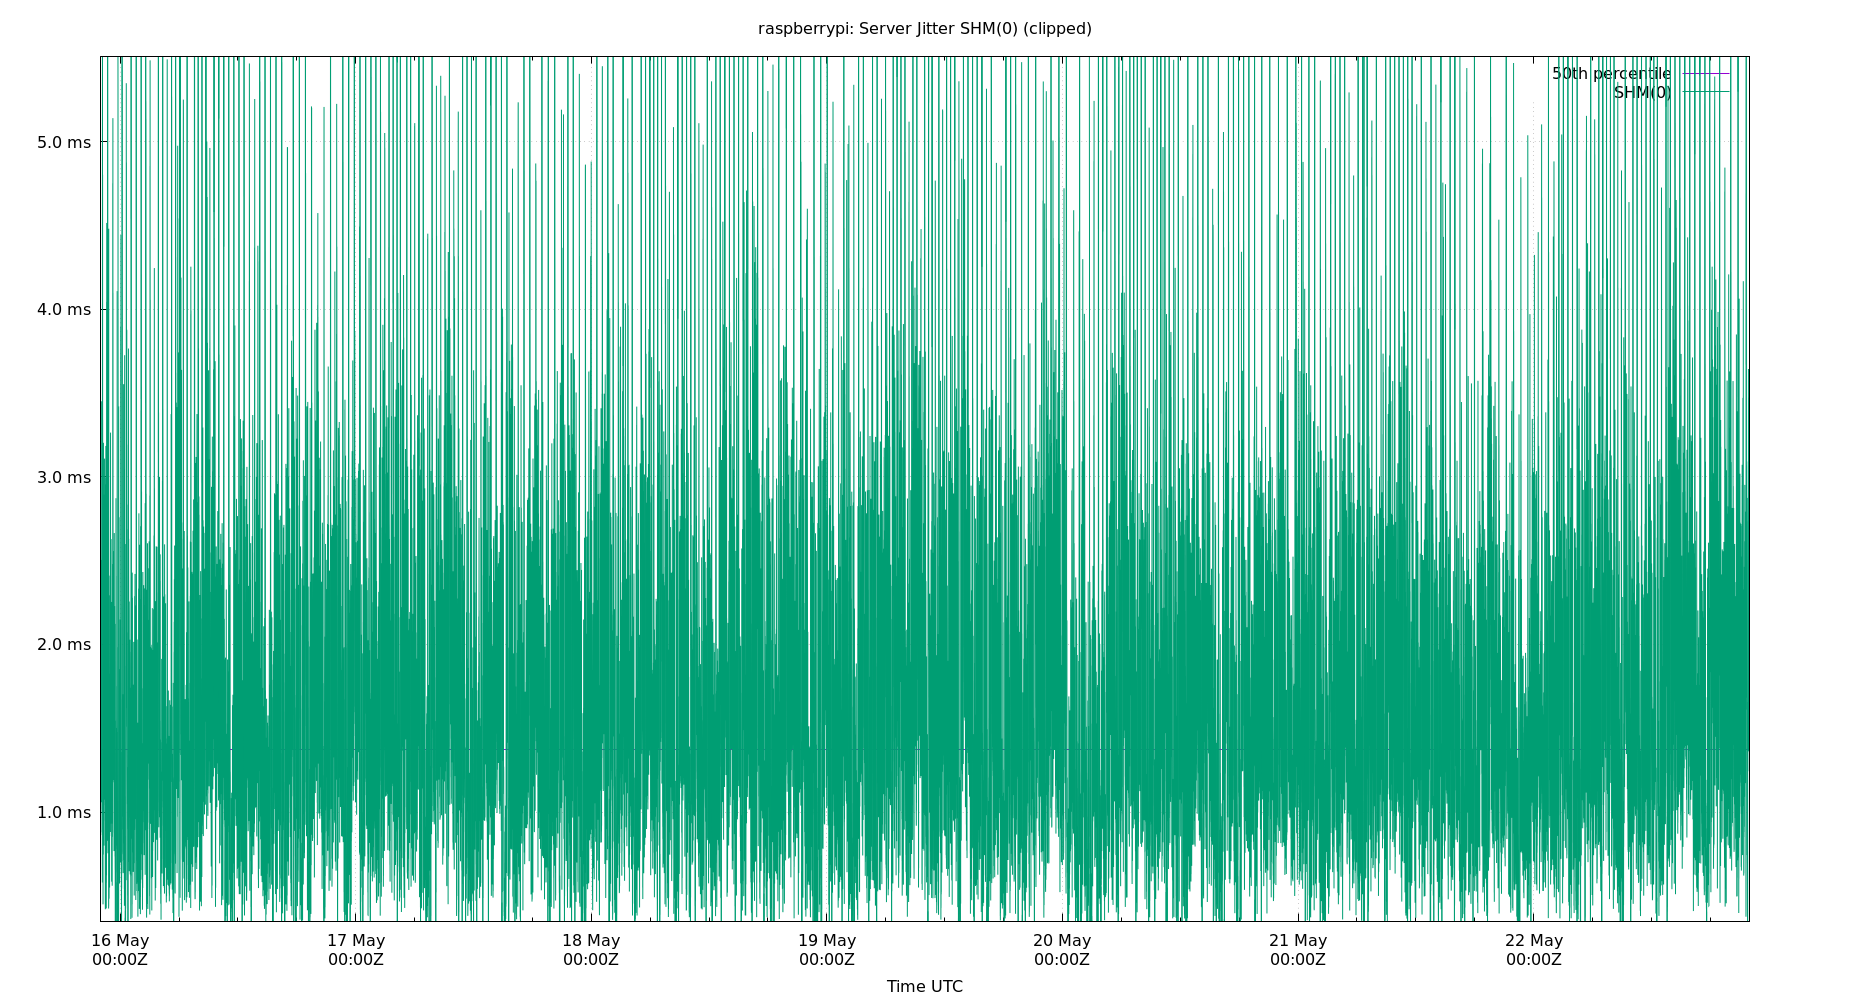 raspberrypi: Server Jitter SHM(0) (clipped)
50th percentile
SHM(0)
5.0 ms
4.0 ms
3.0 ms
2.0 ms
1.0 ms
16 May 17 May 18 May 19 May 20 May 21 May 22 May
00:00Z 00:00Z 00:00Z 00:00Z 00:00Z 00:00Z 00:00Z
Time UTC